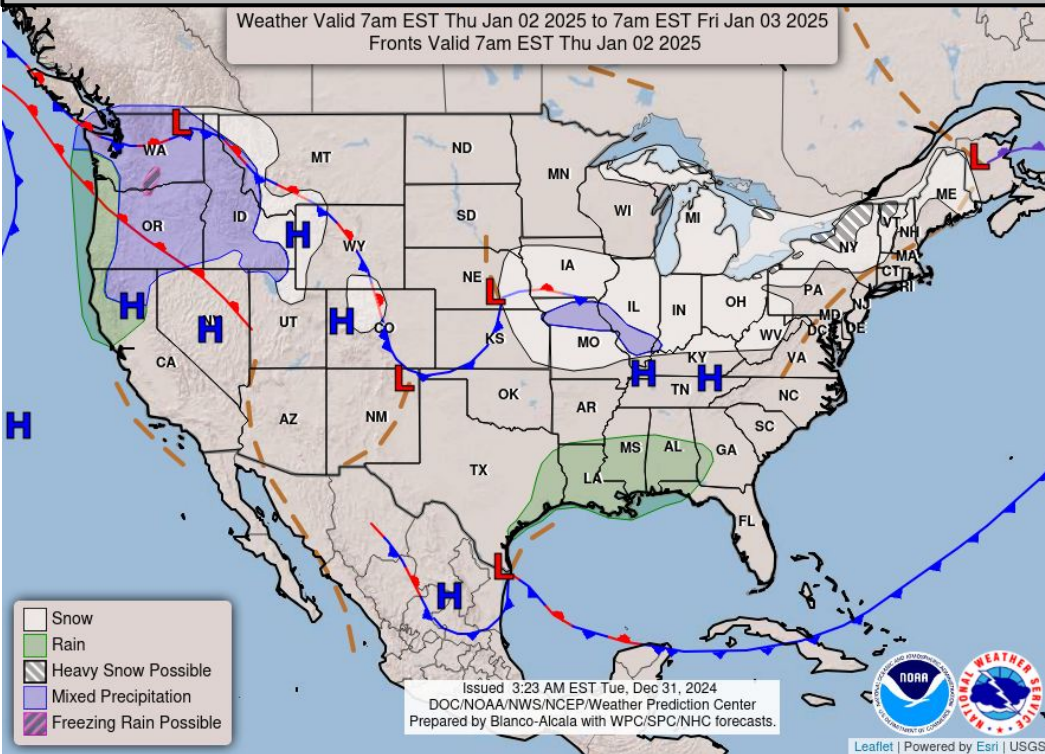 Weather Valid 7am EST Thu Jan 02 2025 to 7am EST Fri Jan 03 2025
Fronts Valid 7am EST Thu Jan 02 2025
L
WA
MT
ND
MN
L
ME
OR
ID
H
WY
SD
WI
MI
NY
VT
NH
MA
CT
RI
H
H
NV
UT
H
CO
NE
L
IA
IL
IN
OH
PA
NJ
MD
DE
DC
WV
VA
CA
KS
MO
KY
H
H
H
L
AZ
NM
OK
AR
TN
NC
SC
TX
LA
MS
AL
GA
FL
L
H
Snow
Rain
Heavy Snow Possible
Mixed Precipitation
Freezing Rain Possible
Issued 3:23 AM EST Tue, Dec 31, 2024
DOC/NOAA/NWS/NCEP/Weather Prediction Center
Prepared by Blanco-Alcala with WPC/SPC/NHC forecasts.
NOAA
NATIONAL WEATHER SERVICE
Leaflet | Powered by Esri | USGS